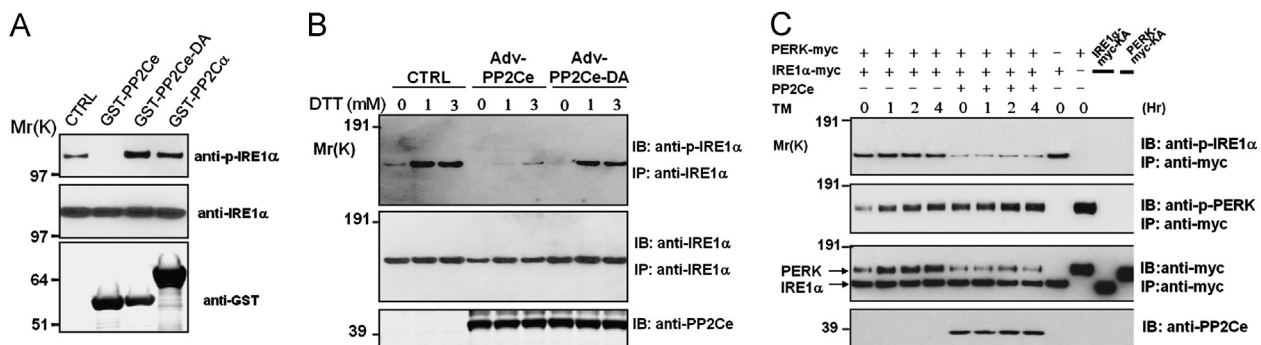 A
CTRL
GST-PP2Ce
GST-PP2Ce-DA
GST-PP2Cα
Mr(K)
anti-p-IRE1α
97
anti-IRE1α
97
64
anti-GST
51
B
CTRL
Adv-PP2Ce
Adv-PP2Ce-DA
DTT (mM) 0 1 3 0 1 3 0 1 3
191
Mr(K)
IB: anti-p-IRE1α
IP: anti-IRE1α
191
IB: anti-IRE1α
IP: anti-IRE1α
39
IB: anti-PP2Ce
C
PERK-myc + + + + + + + + - +
IRE1α-myc + + + + + + + + + -
PP2Ce - - - - + + + + - -
TM 0 1 2 4 0 1 2 4 0 0 (Hr)
IRE1α-myc-KA
PERK-myc-KA
191
Mr(K)
IB: anti-p-IRE1α
IP: anti-myc
191
IB: anti-p-PERK
IP: anti-myc
191
PERK
IRE1α
IB:anti-myc
IP:anti-myc
39
IB: anti-PP2Ce